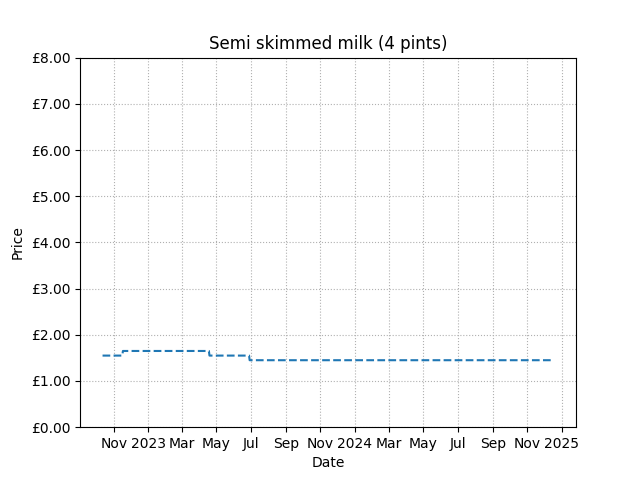 Semi skimmed milk (4 pints)
£8.00
£7.00
£6.00
£5.00
£4.00
£3.00
£2.00
£1.00
£0.00
Price
Nov 2023 Mar May Jul Sep Nov 2024 Mar May Jul Sep Nov 2025
Date